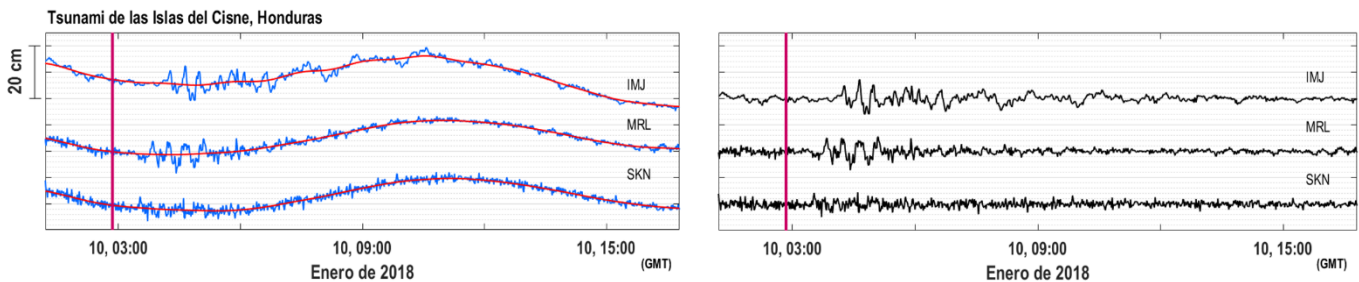 Tsunami de las Islas del Cisne, Honduras
20 cm
IMJ
MRL
SKN
10, 03:00 10, 09:00 10, 15:00
(GMT)
Enero de 2018
IMJ
MRL
SKN
10, 03:00 10, 09:00 10, 15:00
(GMT)
Enero de 2018